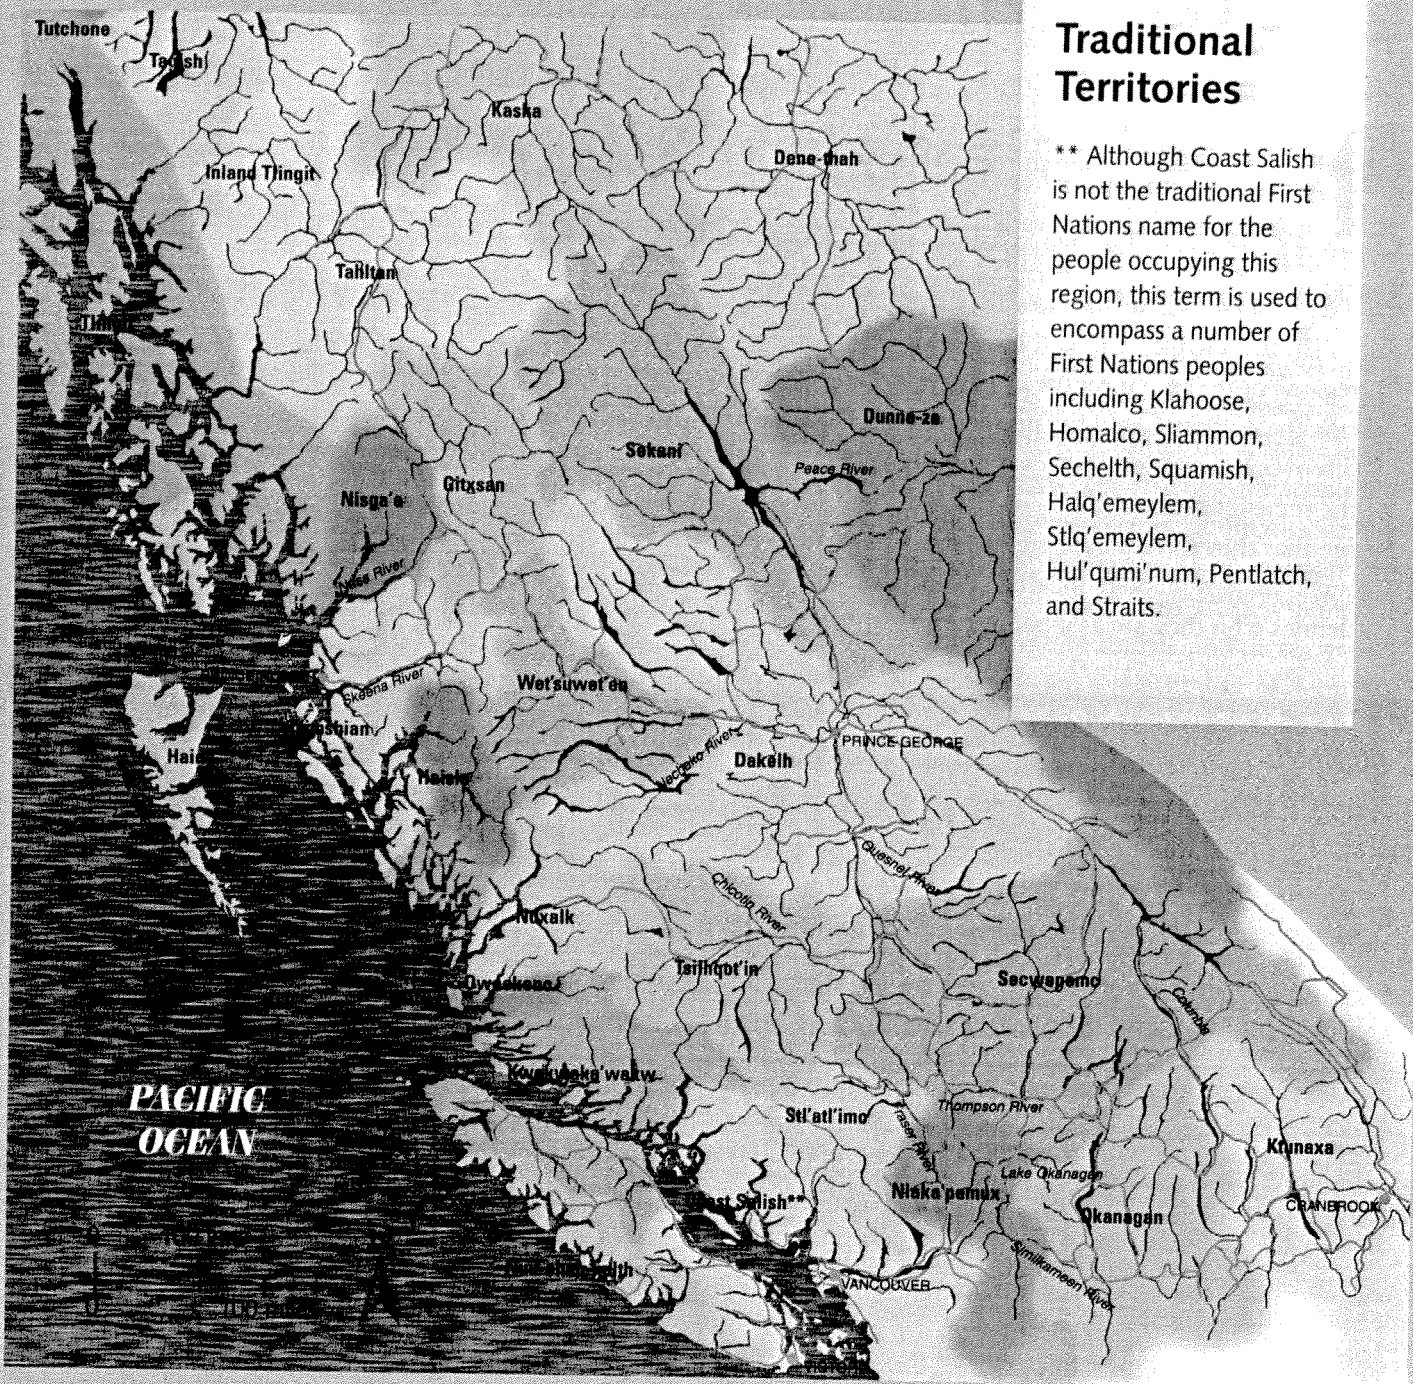 Traditional
Territories
** Although Coast Salish
is not the traditional First
Nations name for the
people occupying this
region, this term is used to
encompass a number of
First Nations peoples
including Klahoose,
Homalco, Sliammon,
Sechelth, Squamish,
Halq'emeylem,
Stlq'emeylem,
Hul'qumi'num, Pentlatch,
and Straits.
Tutchone
Tagish
Kaska
Inland Tlingit
Dene-thah
Tahltan
Dunne-za
Sekani
Peace River
Gitxsan
Nisga'a
Nass River
Skeena River
Wet'suwet'en
PRINCE GEORGE
Nechako River
Dakelh
Haisla
Quesnel River
Chicotin River
Nuxalk
Tsilhqot'in
Secwepemc
Columbia
Kwakwaka'wakw
PACIFIC
OCEAN
Stl'atl'imc
Thompson River
Fraser River
Ktunaxa
Lake Okanagan
Nlaka'pamux
Coast Salish**
Okanagan
CRANBROOK
Similkameen River
VANCOUVER